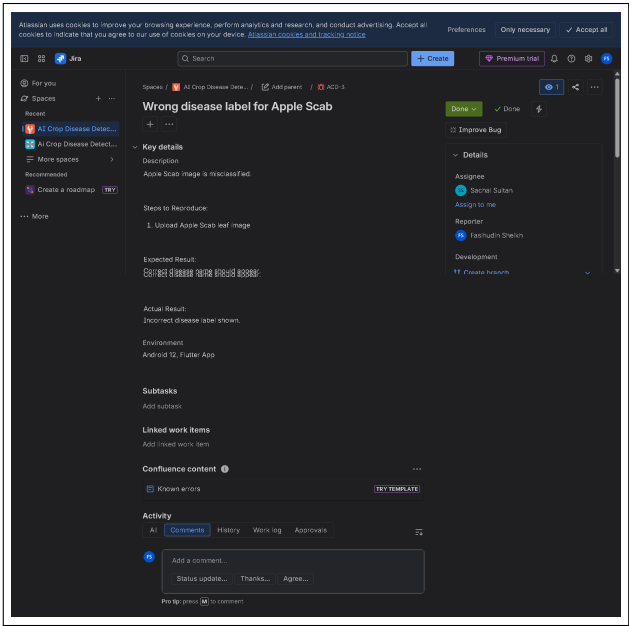 Atlassian uses cookies to improve your browsing experience, perform analytics and research, and conduct advertising. Accept all
cookies to indicate that you agree to our use of cookies on your device. Atlassian cookies and tracking notice
Preferences
Only necessary
Accept all
Jira
Search
+ Create
Premium trial
FS
For you
Spaces
Recent
AI Crop Disease Detec...
Ai Crop Disease Detect...
More spaces
Recommended
Create a roadmap TRY
More
Spaces / AI Crop Disease Dete... / Add parent / ACD-3
1
Wrong disease label for Apple Scab
Done
Done
Improve Bug
Key details
Description
Apple Scab image is misclassified.
Steps to Reproduce:
1. Upload Apple Scab leaf image
Expected Result:
Correct disease name should appear.
Actual Result:
Incorrect disease label shown.
Environment
Android 12, Flutter App
Subtasks
Add subtask
Linked work items
Add linked work item
Confluence content
Known errors
TRY TEMPLATE
Activity
All
Comments
History
Work log
Approvals
FS
Add a comment...
Status update...
Thanks...
Agree...
Pro tip: press M to comment
Details
Assignee
Sachal Sultan
Assign to me
Reporter
FS
Fasihudin Sheikh
Development
Create branch